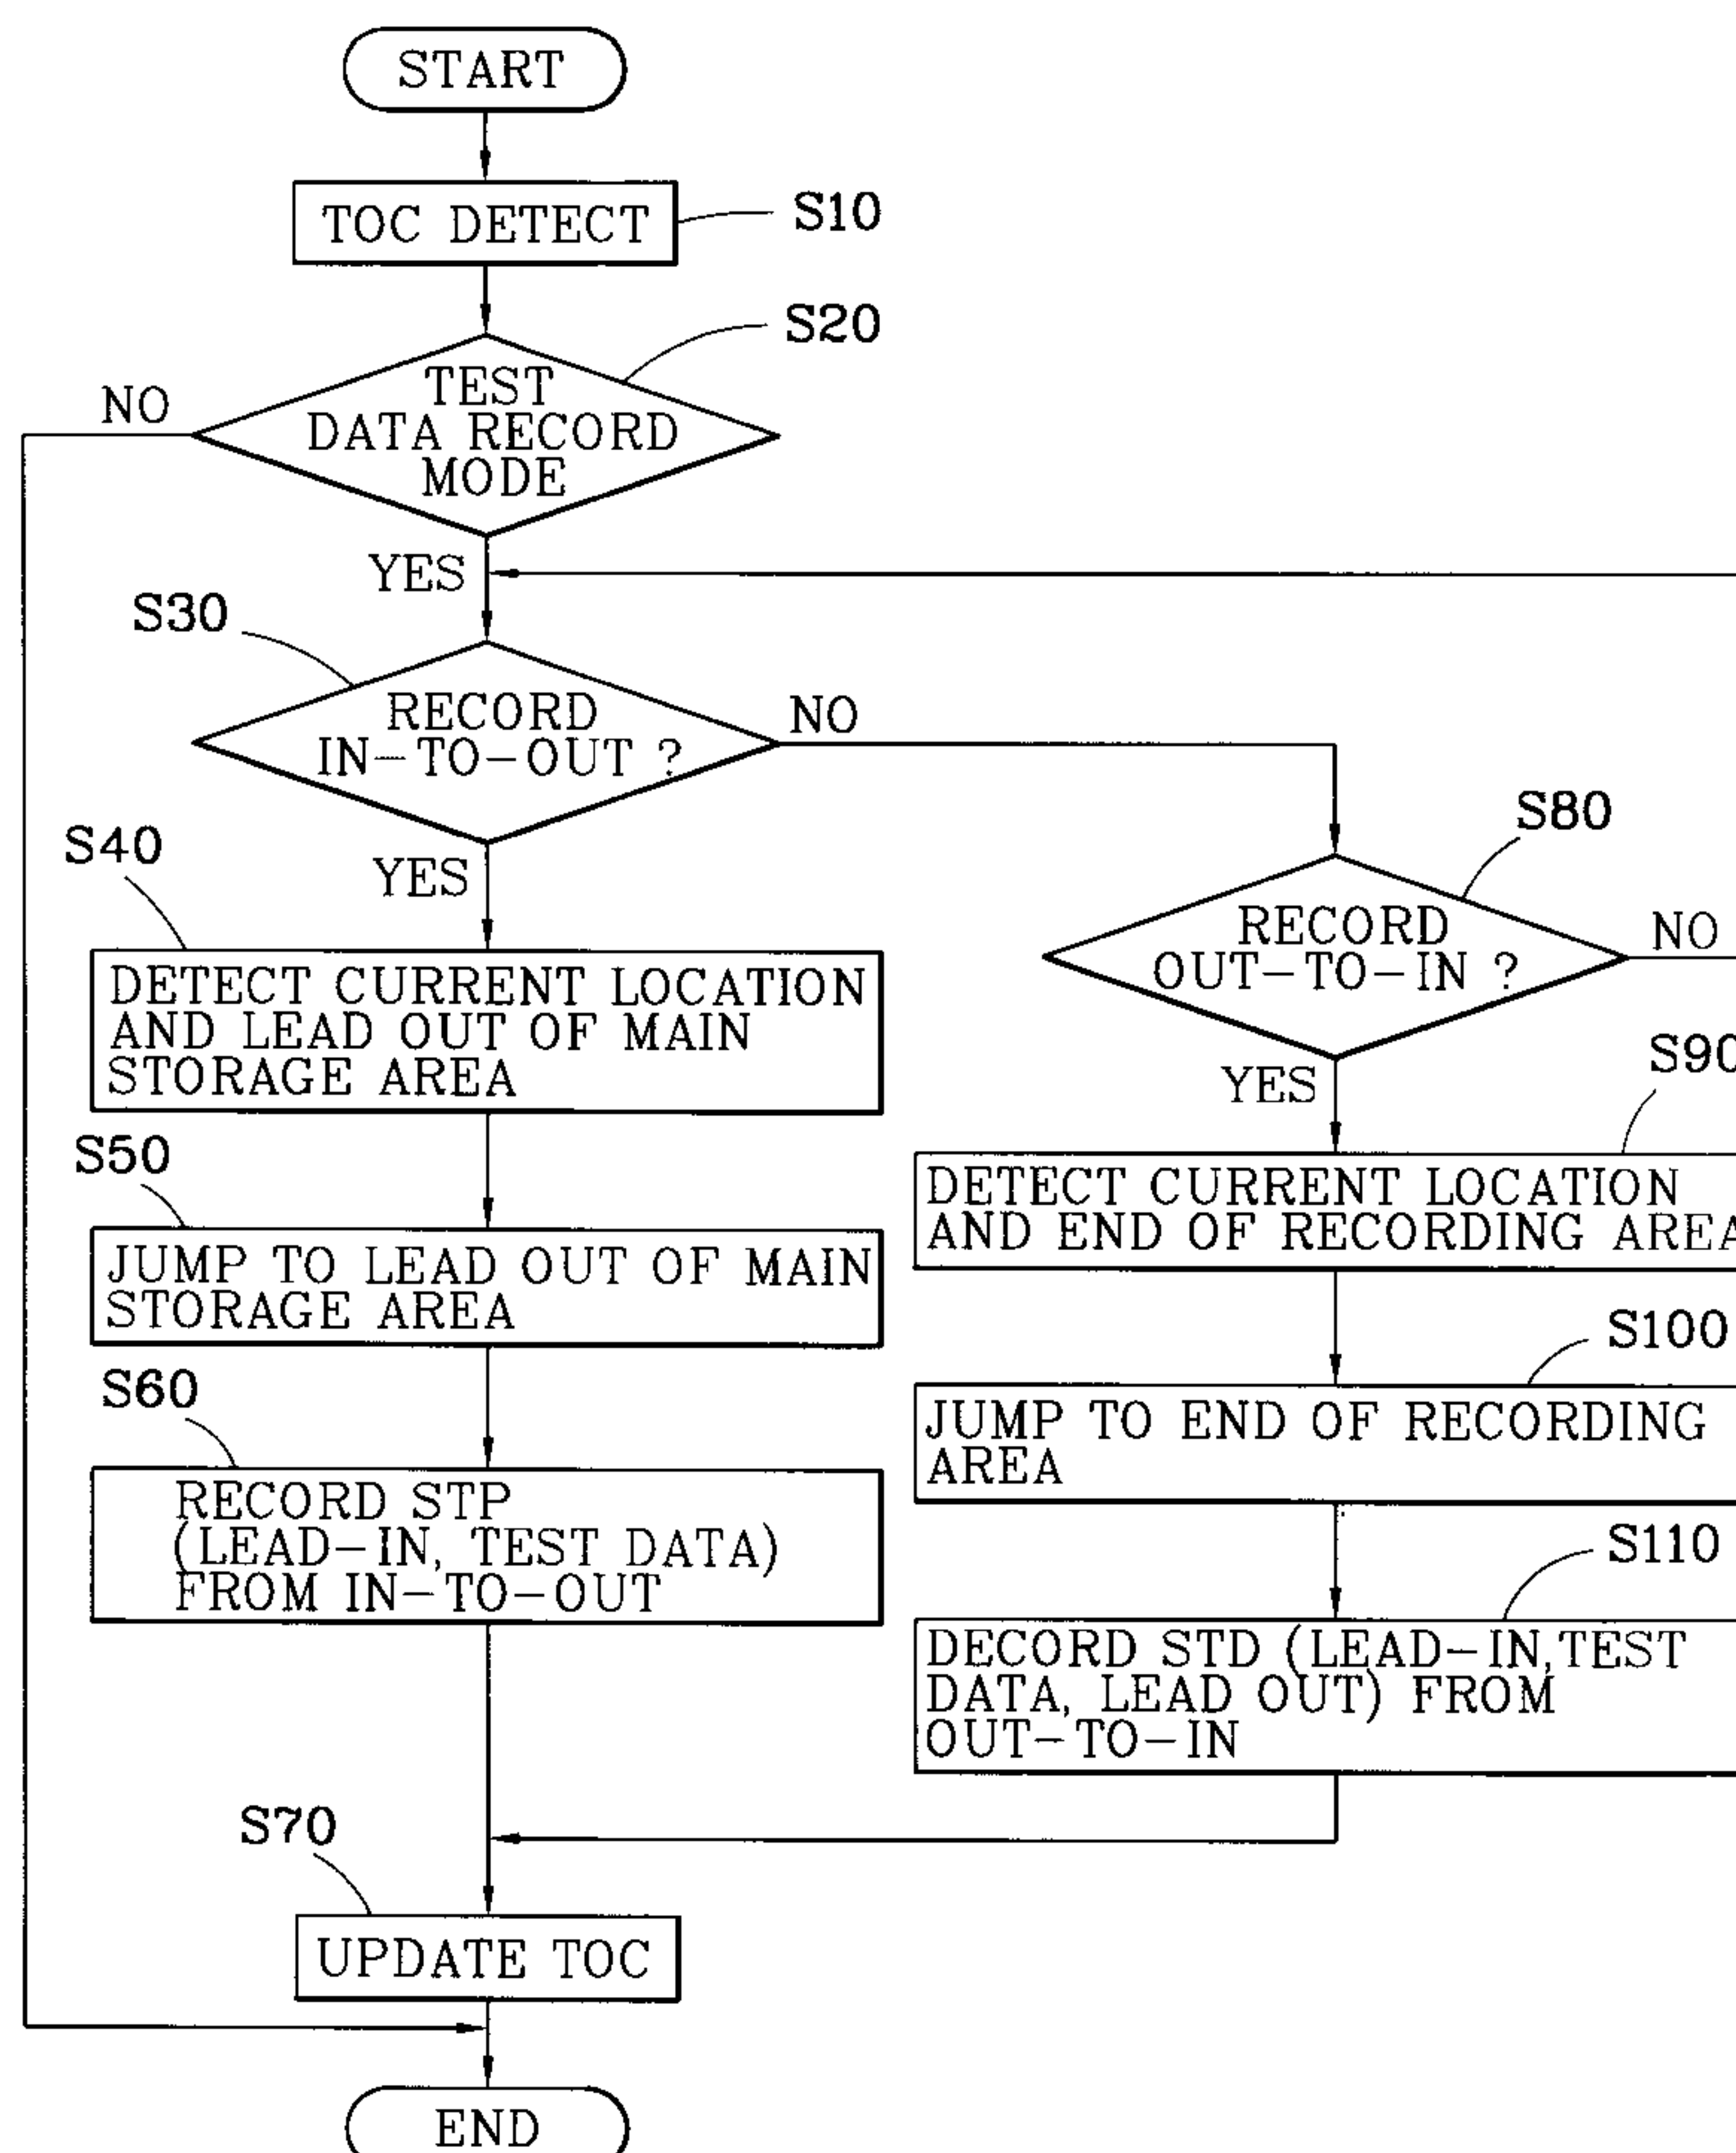 START
TOC DETECT
S10
S20
TEST
DATA RECORD
MODE
NO
YES
S30
RECORD
IN-TO-OUT ?
NO
YES
S40
DETECT CURRENT LOCATION
AND LEAD OUT OF MAIN
STORAGE AREA
S50
JUMP TO LEAD OUT OF MAIN
STORAGE AREA
S60
RECORD STP
(LEAD-IN, TEST DATA)
FROM IN-TO-OUT
S80
RECORD
OUT-TO-IN ?
NO
YES
S90
DETECT CURRENT LOCATION
AND END OF RECORDING AREA
S100
JUMP TO END OF RECORDING
AREA
S110
DECORD STD (LEAD-IN,TEST
DATA, LEAD OUT) FROM
OUT-TO-IN
S70
UPDATE TOC
END